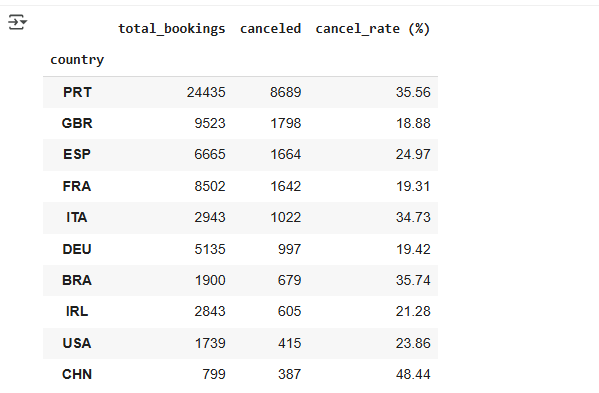 total_bookings canceled cancel_rate (%)
country
PRT 24435 8689 35.56
GBR 9523 1798 18.88
ESP 6665 1664 24.97
FRA 8502 1642 19.31
ITA 2943 1022 34.73
DEU 5135 997 19.42
BRA 1900 679 35.74
IRL 2843 605 21.28
USA 1739 415 23.86
CHN 799 387 48.44